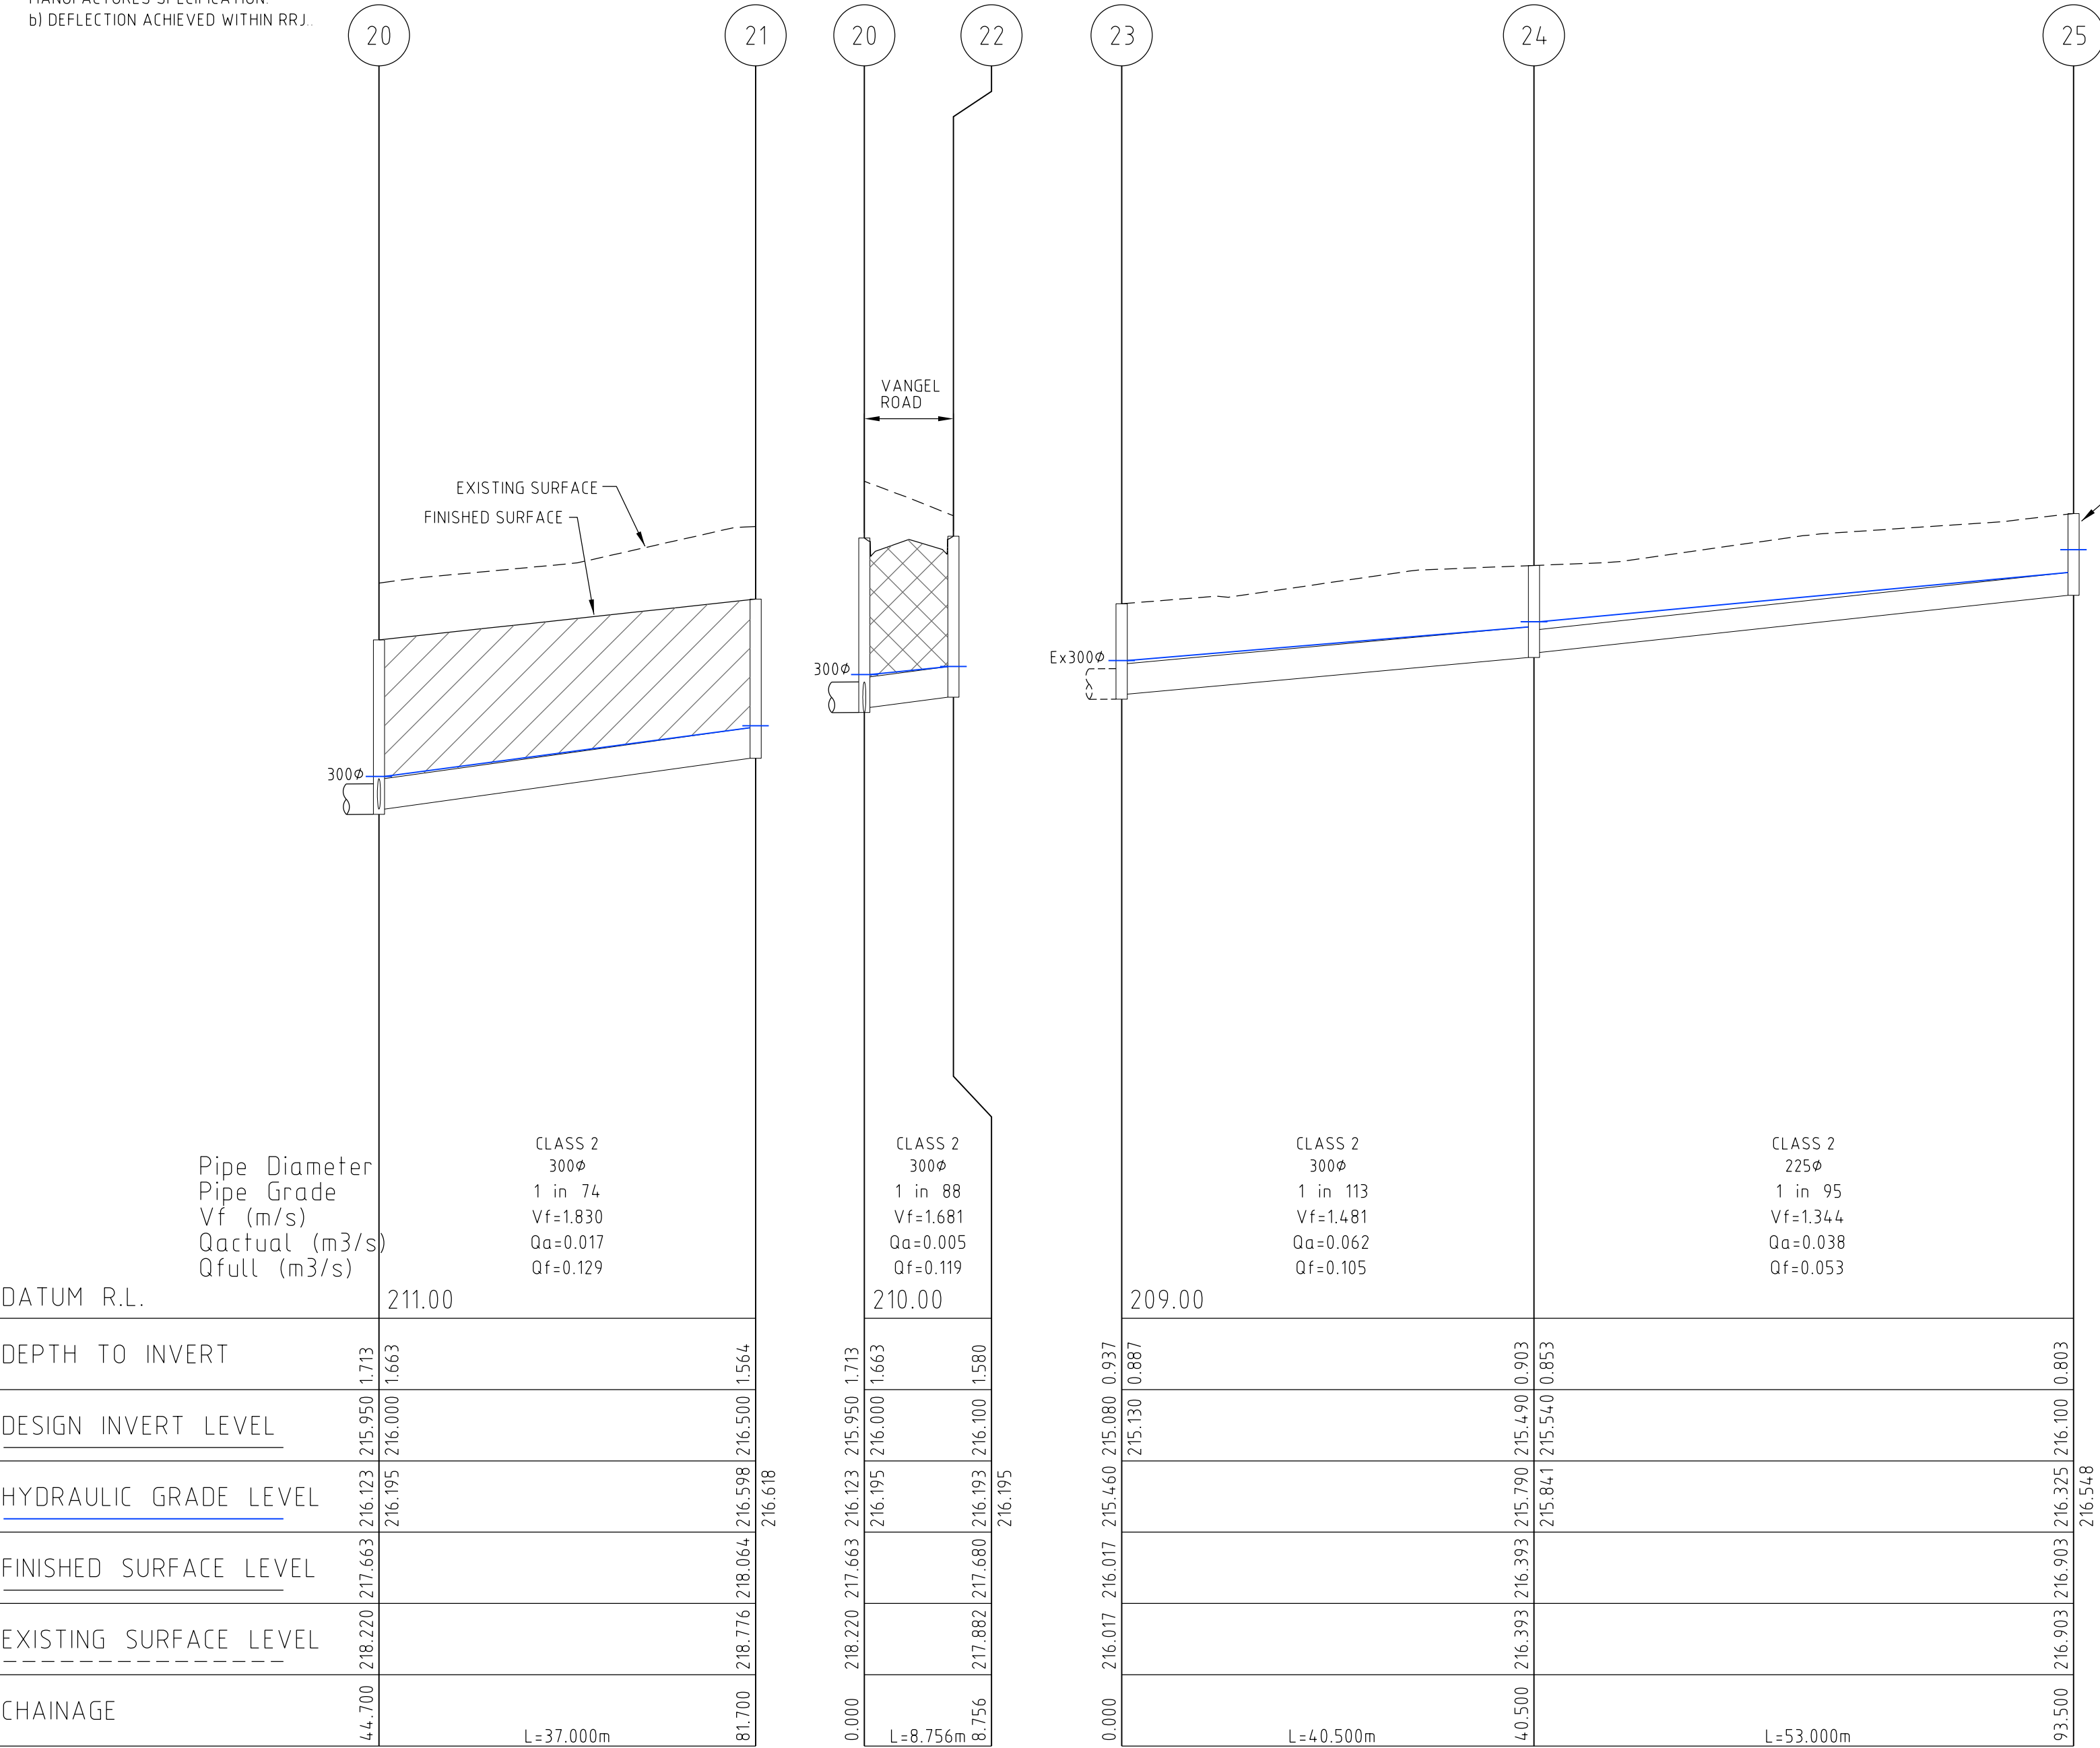 b) DEFLECTION ACHIEVED WITHIN RRJ..
20 21 20 22 23 24 25
VANGEL
ROAD
EXISTING SURFACE
FINISHED SURFACE
300ø
300ø
Ex300ø
CLASS 2 CLASS 2 CLASS 2 CLASS 2
Pipe Diameter 300ø 300ø 300ø 225ø
Pipe Grade 1 in 74 1 in 88 1 in 113 1 in 95
Vf (m/s) Vf=1.830 Vf=1.681 Vf=1.481 Vf=1.344
Qactual (m3/s) Qa=0.017 Qa=0.005 Qa=0.062 Qa=0.038
Qfull (m3/s) Qf=0.129 Qf=0.119 Qf=0.105 Qf=0.053
DATUM R.L. 211.00 210.00 209.00
DEPTH TO INVERT 1.713 1.663 1.564 1.713 1.663 1.580 0.937 0.887 0.903 0.853 0.803
DESIGN INVERT LEVEL 215.950 216.000 216.500 215.950 216.000 216.100 215.080 215.130 215.490 215.540 216.100
HYDRAULIC GRADE LEVEL 216.123 216.195 216.598 216.618 216.123 216.195 216.193 216.195 215.460 215.790 215.841 216.325 216.548
FINISHED SURFACE LEVEL 217.663 218.064 217.663 217.680 216.017 216.393 216.903
EXISTING SURFACE LEVEL 218.220 218.776 218.220 217.882 216.017 216.393 216.903
CHAINAGE 44.700 L=37.000m 81.700 0.000 L=8.756m 8.756 0.000 L=40.500m 40.500 L=53.000m 93.500